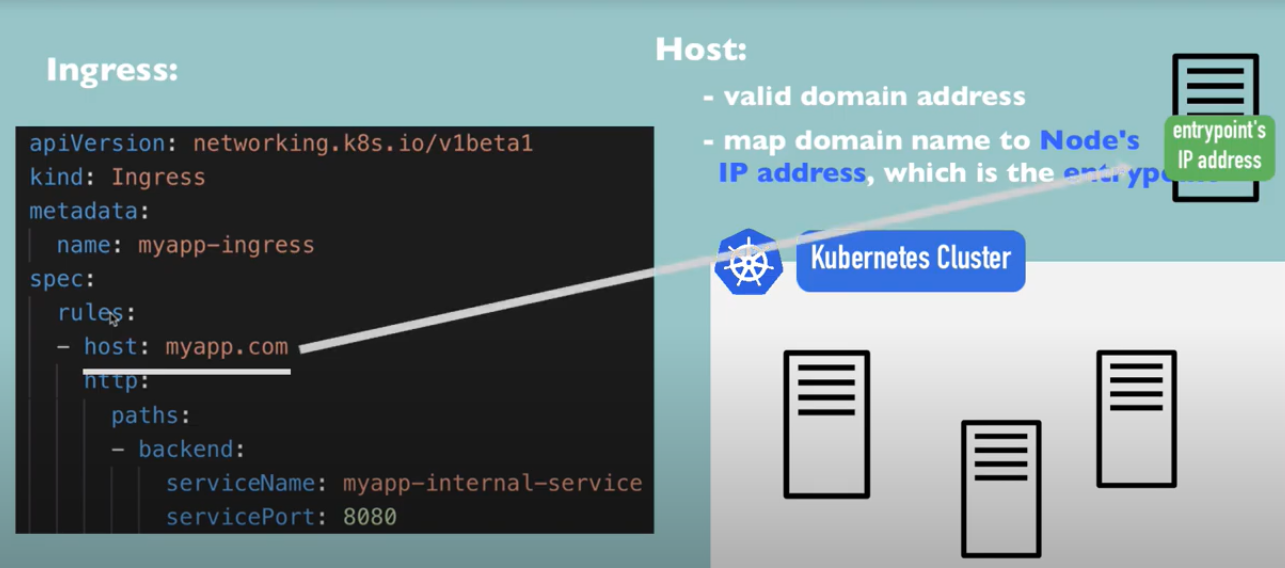 Ingress:
apiVersion: networking.k8s.io/v1beta1
kind: Ingress
metadata:
name: myapp-ingress
spec:
rules:
- host: myapp.com
http:
paths:
- backend:
serviceName: myapp-internal-service
servicePort: 8080
Host:
- valid domain address
- map domain name to Node's
IP address, which is the
entrypoint's
IP address
Kubernetes Cluster